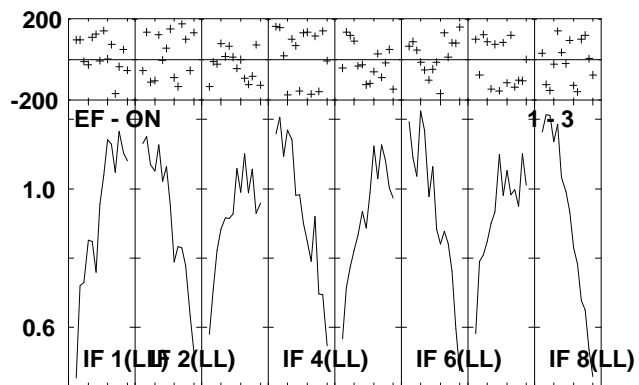 200
-200
EF - ON 1 - 3
1.0
0.6
IF 1(LL) IF 2(LL) IF 4(LL) IF 6(LL) IF 8(LL)